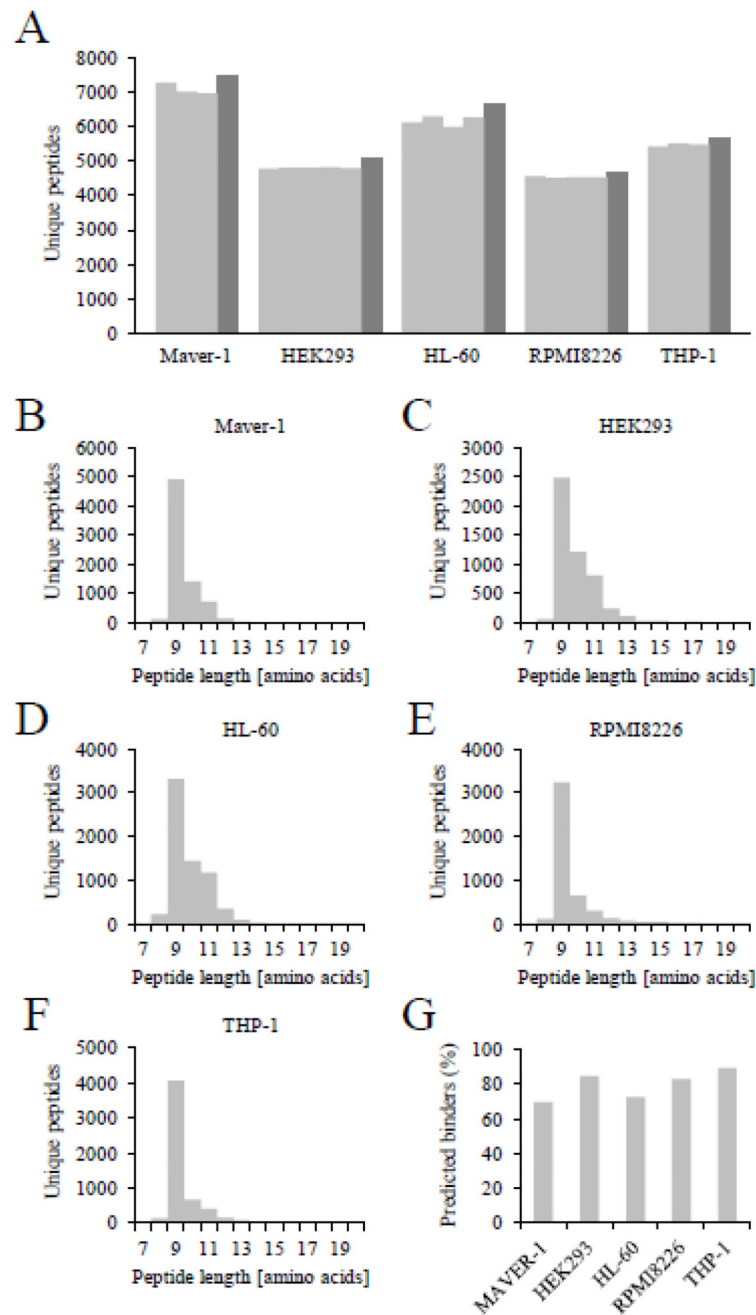 A
8000
7000
6000
5000
4000
3000
2000
1000
0
Unique peptides
Maver-1 HEK293 HL-60 RPMI8226 THP-1
B
Maver-1
6000
5000
4000
3000
2000
1000
0
Unique peptides
7 9 11 13 15 17 19
Peptide length [amino acids]
C
HEK293
3000
2500
2000
1500
1000
500
0
Unique peptides
7 9 11 13 15 17 19
Peptide length [amino acids]
D
HL-60
4000
3000
2000
1000
0
Unique peptides
7 9 11 13 15 17 19
Peptide length [amino acids]
E
RPMI8226
4000
3000
2000
1000
0
Unique peptides
7 9 11 13 15 17 19
Peptide length [amino acids]
F
THP-1
5000
4000
3000
2000
1000
0
Unique peptides
7 9 11 13 15 17 19
Peptide length [amino acids]
G
100
80
60
40
20
0
Predicted binders (%)
MAVER-1
HEK293
HL-60
RPMI8226
THP-1